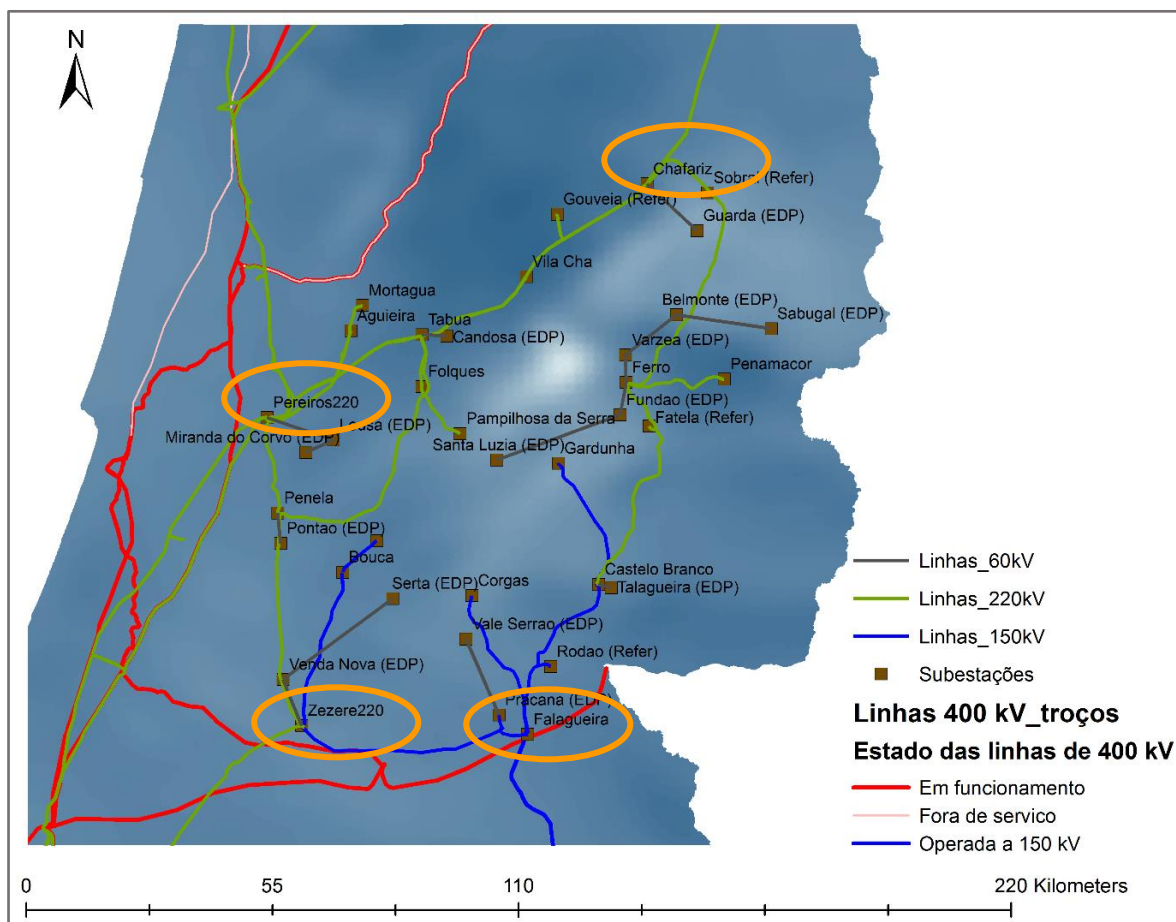 N
Chafariz
Sobral (Refer)
Gouveia (Refer)
Guarda (EDP)
Vila Cha
Mortagua
Belmonte (EDP)
Sabugal (EDP)
Aguieira
Tabua
Candosa (EDP)
Varzea (EDP)
Ferro
Penamacor
Folques
Pereiros220
Fundao (EDP)
Pampilhosa da Serra
Fatela (Refer)
Lousa (EDP)
Miranda do Corvo (EDP)
Santa Luzia (EDP)
Gardunha
Penela
Pontao (EDP)
Bouca
Castelo Branco
Serta (EDP)
Corgas
Talagueira (EDP)
Vale Serrao (EDP)
Venda Nova (EDP)
Rodao (Refer)
Zezere220
Pracana (EDP)
Falagueira
Linhas_60kV
Linhas_220kV
Linhas_150kV
Subestações
Linhas 400 kV_troços
Estado das linhas de 400 kV
Em funcionamento
Fora de servico
Operada a 150 kV
0 55 110 220 Kilometers